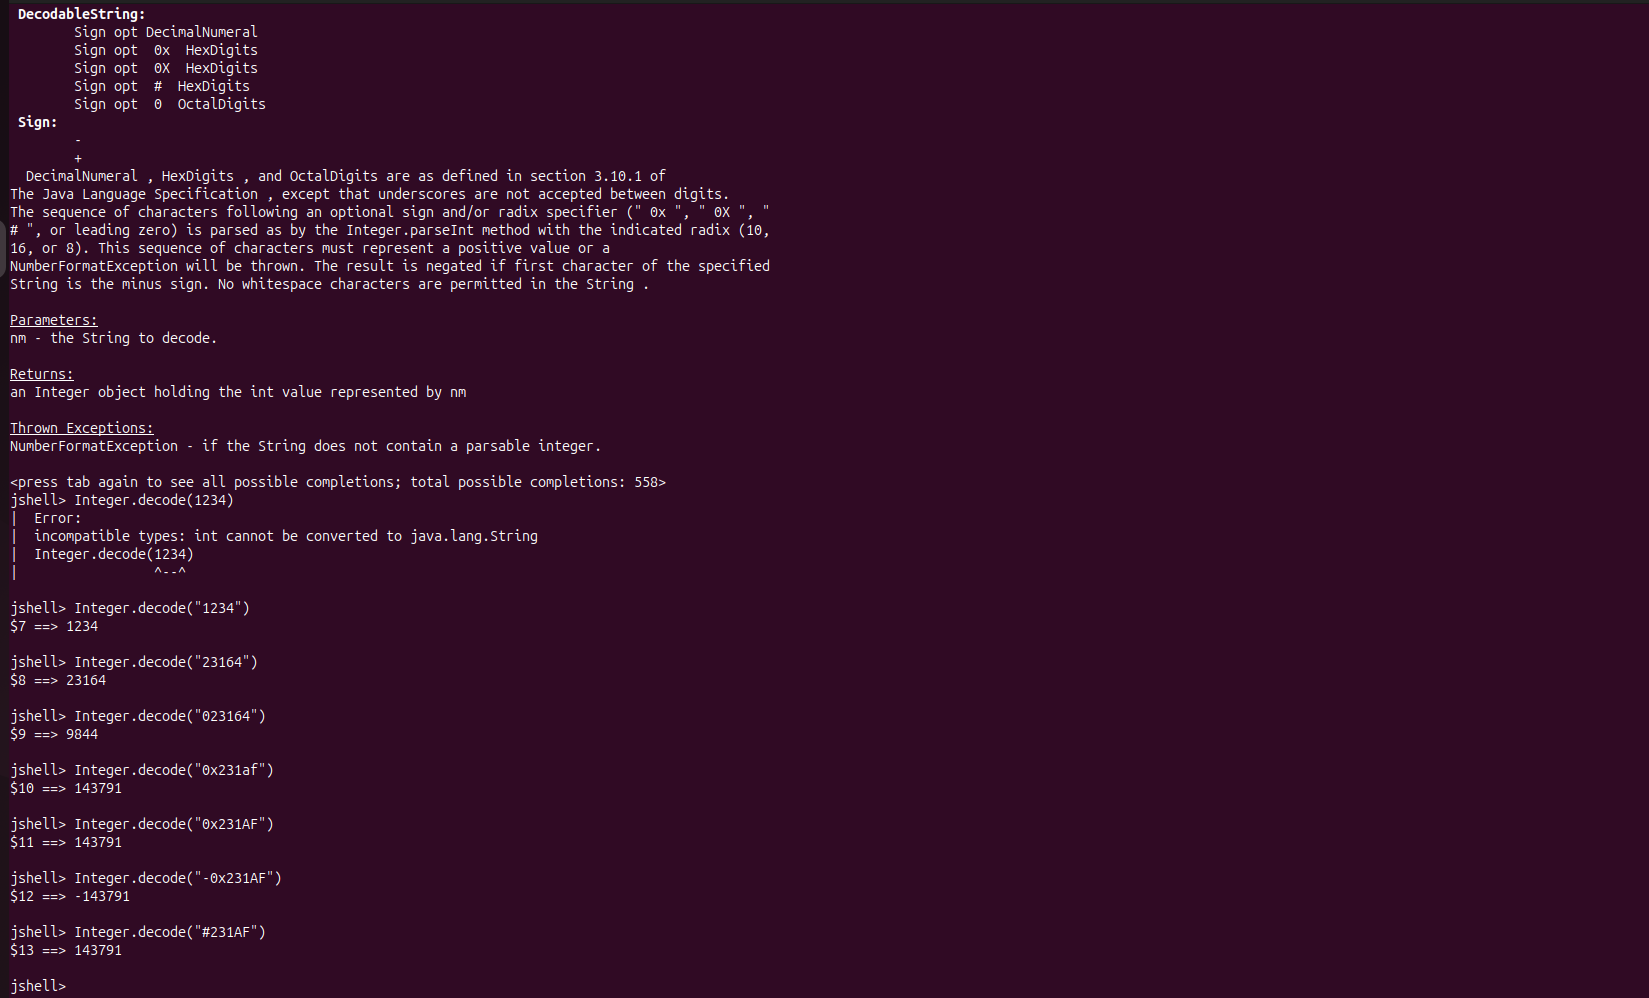 DecodableString:
Sign opt DecimalNumeral
Sign opt  0x  HexDigits
Sign opt  0X  HexDigits
Sign opt  #  HexDigits
Sign opt  0  OctalDigits
Sign:
-
+
DecimalNumeral , HexDigits , and OctalDigits are as defined in section 3.10.1 of
The Java Language Specification , except that underscores are not accepted between digits.
The sequence of characters following an optional sign and/or radix specifier (" 0x ", " 0X ", "
# ", or leading zero) is parsed as by the Integer.parseInt method with the indicated radix (10,
16, or 8). This sequence of characters must represent a positive value or a
NumberFormatException will be thrown. The result is negated if first character of the specified
String is the minus sign. No whitespace characters are permitted in the String .
Parameters:
nm - the String to decode.
Returns:
an Integer object holding the int value represented by nm
Thrown Exceptions:
NumberFormatException - if the String does not contain a parsable integer.
<press tab again to see all possible completions; total possible completions: 558>
jshell> Integer.decode(1234)
|  Error:
|  incompatible types: int cannot be converted to java.lang.String
|  Integer.decode(1234)
|                 ^--^
jshell> Integer.decode("1234")
$7 ==> 1234
jshell> Integer.decode("23164")
$8 ==> 23164
jshell> Integer.decode("023164")
$9 ==> 9844
jshell> Integer.decode("0x231af")
$10 ==> 143791
jshell> Integer.decode("0x231AF")
$11 ==> 143791
jshell> Integer.decode("-0x231AF")
$12 ==> -143791
jshell> Integer.decode("#231AF")
$13 ==> 143791
jshell>